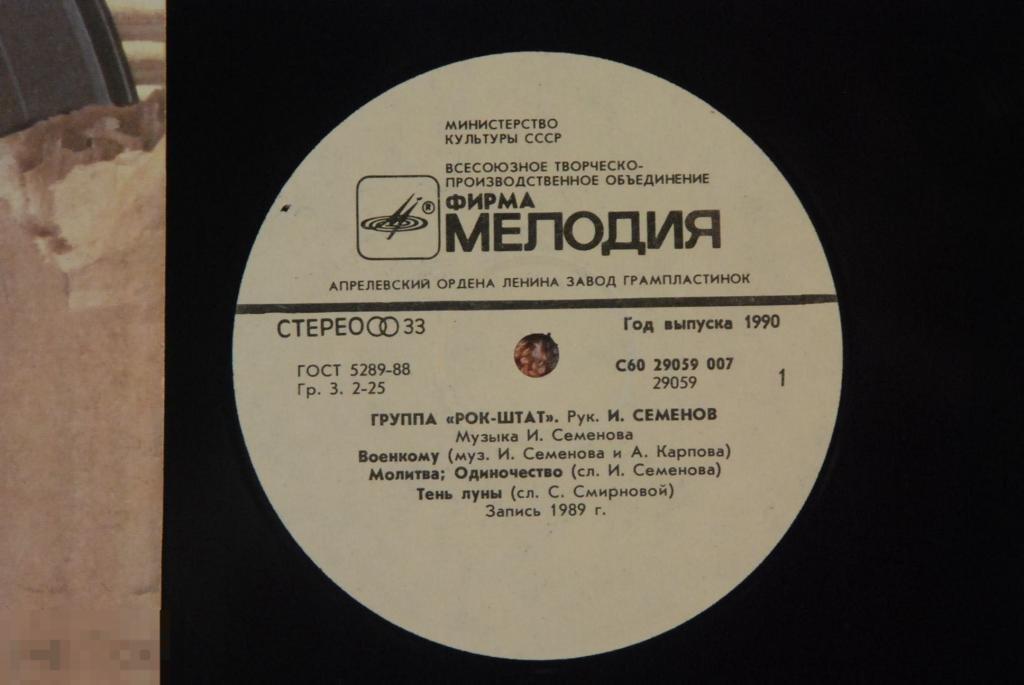 МИНИСТЕРСТВО
КУЛЬТУРЫ СССР
ВСЕСОЮЗНОЕ ТВОРЧЕСКО-
ПРОИЗВОДСТВЕННОЕ ОБЪЕДИНЕНИЕ
®
ФИРМА
МЕЛОДИЯ
АПРЕЛЕВСКИЙ ОРДЕНА ЛЕНИНА ЗАВОД ГРАМПЛАСТИНОК
СТЕРЕО 33
Год выпуска 1990
ГОСТ 5289-88
Гр. 3. 2-25
С60 29059 007
29059
1
ГРУППА «РОК-ШТАТ». Рук. И. СЕМЕНОВ
Музыка И. Семенова
Военкому (муз. И. Семенова и А. Карпова)
Молитва; Одиночество (сл. И. Семенова)
Тень луны (сл. С. Смирновой)
Запись 1989 г.